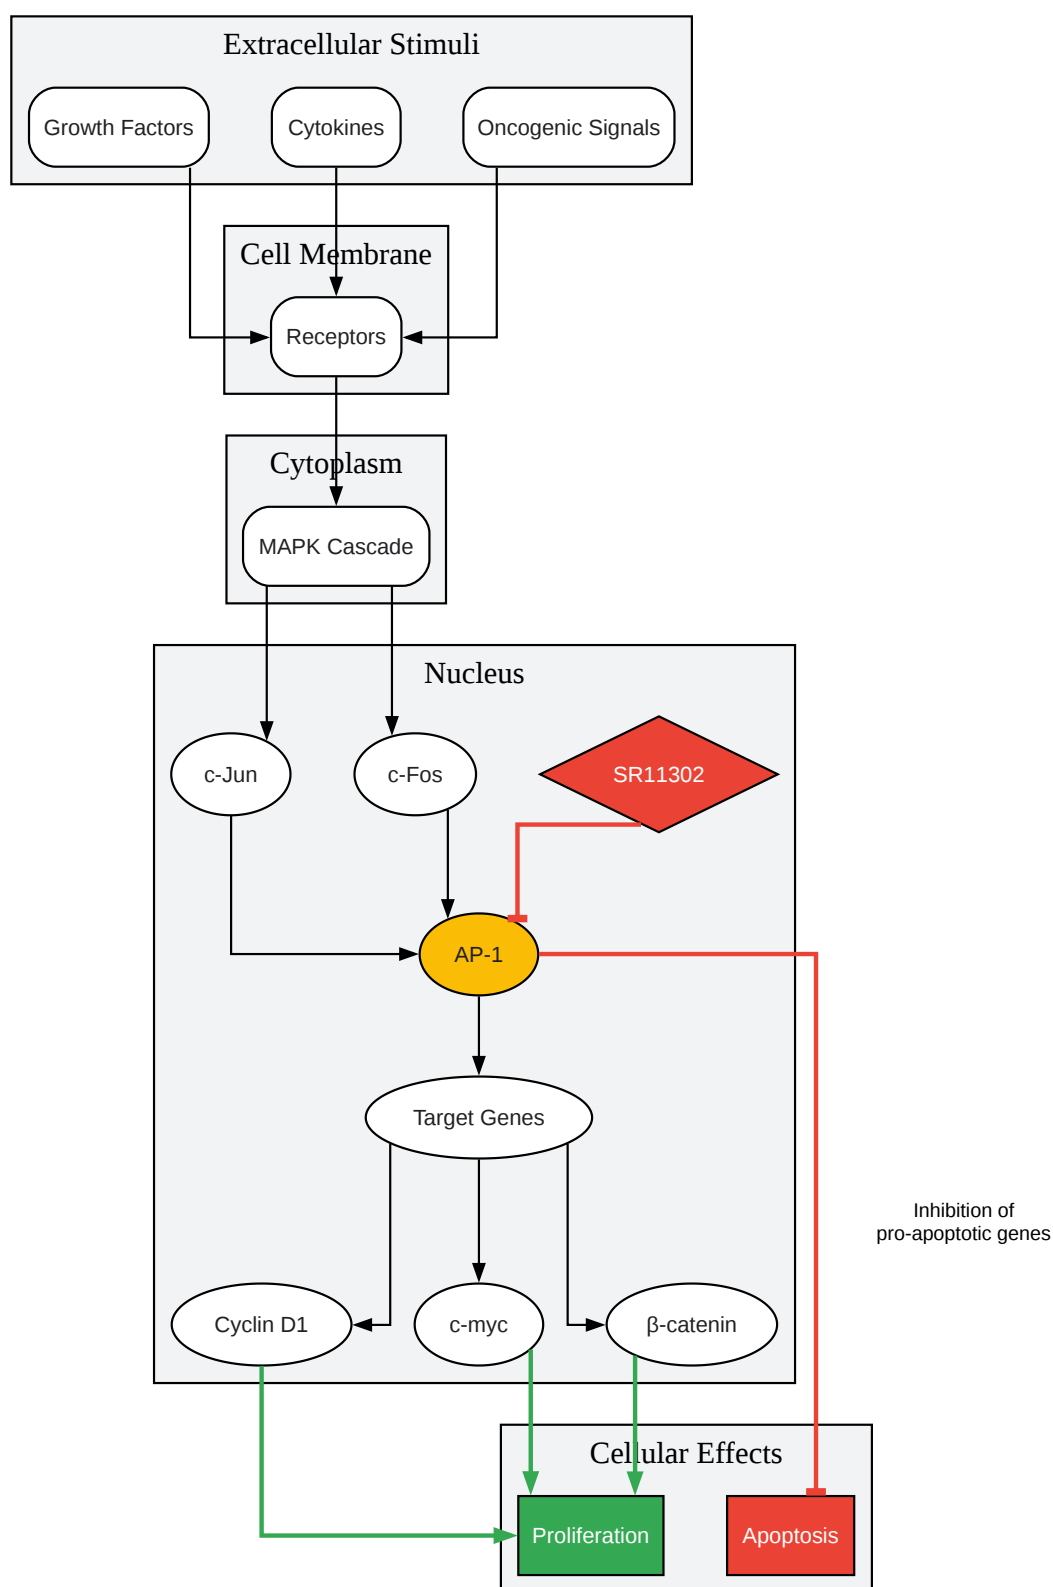 Extracellular Stimuli
Growth Factors
Cytokines
Oncogenic Signals
Cell Membrane
Receptors
Cytoplasm
MAPK Cascade
Nucleus
c-Jun
c-Fos
SR11302
AP-1
Target Genes
Inhibition of
pro-apoptotic genes
Cyclin D1
c-myc
β-catenin
Cellular Effects
Proliferation
Apoptosis